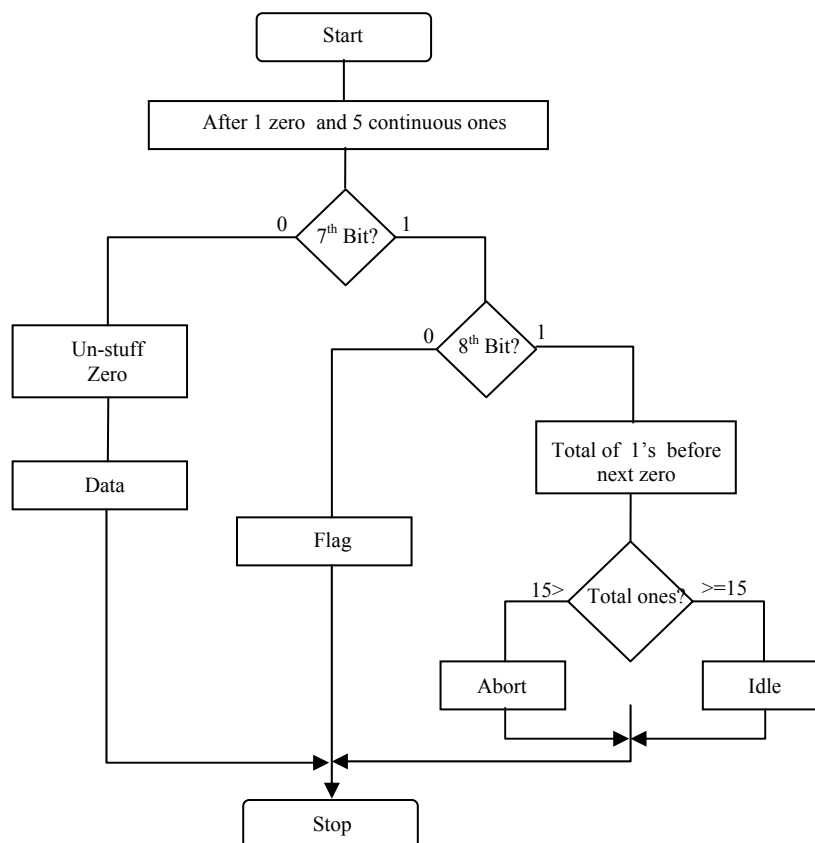 Start
After 1 zero and 5 continuous ones
0
7th Bit?
1
Un-stuff
Zero
0
8th Bit?
1
Total of 1's before
next zero
Data
Flag
15>
Total ones?
>=15
Abort
Idle
Stop